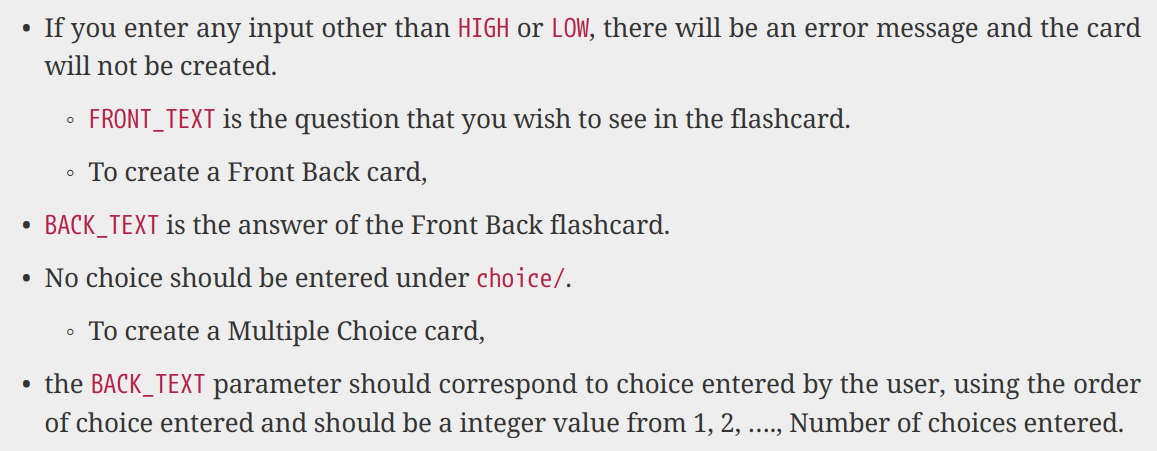 • If you enter any input other than HIGH or LOW, there will be an error message and the card
will not be created.
◦ FRONT_TEXT is the question that you wish to see in the flashcard.
◦ To create a Front Back card,
• BACK_TEXT is the answer of the Front Back flashcard.
• No choice should be entered under choice/.
◦ To create a Multiple Choice card,
• the BACK_TEXT parameter should correspond to choice entered by the user, using the order
of choice entered and should be a integer value from 1, 2, ...., Number of choices entered.